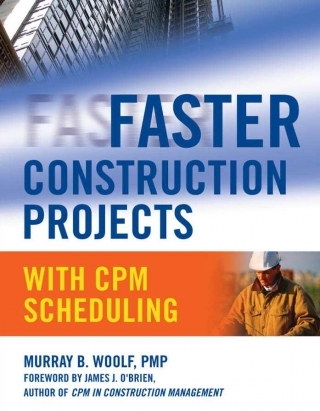 FASTER
CONSTRUCTION
PROJECTS
WITH CPM
SCHEDULING
MURRAY B. WOOLF, PMP
FOREWORD BY JAMES J. O'BRIEN,
AUTHOR OF CPM IN CONSTRUCTION MANAGEMENT